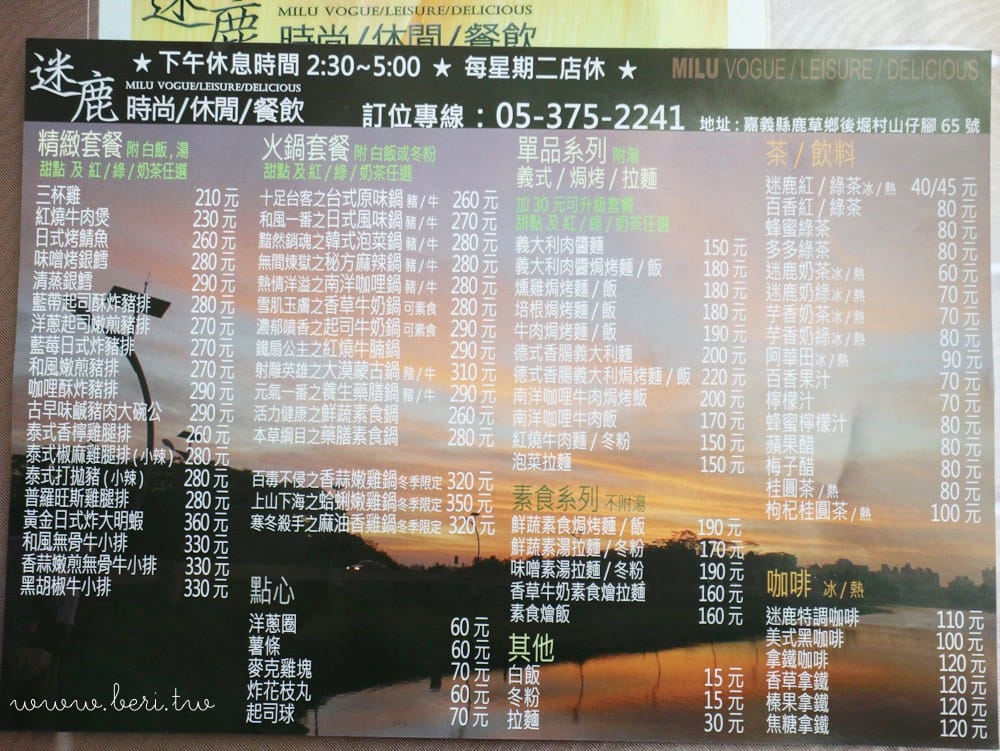 迷鹿
MILU VOGUE/LEISURE/DELICIOUS
時尚/休閒/餐飲
★ 下午休息時間 2:30~5:00 ★ 每星期二店休 ★
MILU VOGUE / LEISURE / DELICIOUS
迷鹿
MILU VOGUE/LEISURE/DELICIOUS
時尚/休閒/餐飲
訂位專線：05-375-2241
地址：嘉義縣鹿草鄉後堀村山仔腳 65 號
精緻套餐 附 白飯 , 湯
甜點 及 紅 / 綠 / 奶茶任選
三杯雞 210 元
紅燒牛肉煲 230 元
日式烤鯖魚 260 元
味噌烤銀鱈 280 元
清蒸銀鱈 290 元
藍帶起司酥炸豬排 280 元
洋蔥起司嫩煎豬排 270 元
藍莓日式炸豬排 270 元
和風嫩煎豬排 270 元
咖哩酥炸豬排 290 元
古早味鹹豬肉大碗公 290 元
泰式香檸雞腿排 260 元
泰式椒麻雞腿排 ( 小辣 ) 280 元
泰式打拋豬 ( 小辣 ) 280 元
普羅旺斯雞腿排 280 元
黃金日式炸大明蝦 360 元
和風無骨牛小排 330 元
香蒜嫩煎無骨牛小排 330 元
黑胡椒牛小排 330 元
火鍋套餐 附 白飯或冬粉
甜點 及 紅 / 綠 / 奶茶任選
十足台客之台式原味鍋 豬 / 牛 260 元
和風一番之日式風味鍋 豬 / 牛 270 元
黯然銷魂之韓式泡菜鍋 豬 / 牛 280 元
無間煉獄之秘方麻辣鍋 豬 / 牛 280 元
熱情洋溢之南洋咖哩鍋 豬 / 牛 280 元
雪肌玉膚之香草牛奶鍋 可素食 280 元
濃郁噴香之起司牛奶鍋 可素食 290 元
鐵扇公主之紅燒牛腩鍋 290 元
射雕英雄之大漠蒙古鍋 豬 / 牛 310 元
元氣一番之養生藥膳鍋 豬 / 牛 290 元
活力健康之鮮蔬素食鍋 260 元
本草綱目之藥膳素食鍋 280 元
百毒不侵之香蒜嫩雞鍋冬季限定 320 元
上山下海之蛤蜊嫩雞鍋冬季限定 350 元
寒冬殺手之麻油香雞鍋冬季限定 320 元
點心
洋蔥圈 60 元
薯條 60 元
麥克雞塊 70 元
炸花枝丸 60 元
起司球 70 元
單品系列 附湯
義式 / 焗烤 / 拉麵
加 30 元可升級套餐
甜點 及 紅 / 綠 / 奶茶任選
義大利肉醬麵 150 元
義大利肉醬焗烤麵 / 飯 180 元
燻雞焗烤麵 / 飯 180 元
培根焗烤麵 / 飯 180 元
牛肉焗烤麵 / 飯 190 元
德式香腸義大利麵 200 元
德式香腸義大利焗烤麵 / 飯 220 元
南洋咖哩牛肉焗烤麵 / 飯 200 元
南洋咖哩牛肉飯 170 元
紅燒牛肉麵 / 冬粉 150 元
泡菜拉麵 150 元
素食系列 不附湯
鮮蔬素食焗烤麵 / 飯 190 元
鮮蔬素湯拉麵 / 冬粉 170 元
味噌素湯拉麵 / 冬粉 190 元
香草牛奶素食燴拉麵 160 元
素食燴飯 160 元
其他
白飯 15 元
冬粉 15 元
拉麵 30 元
茶 / 飲料
迷鹿紅 / 綠茶冰 / 熱 40/45 元
百香紅 / 綠茶 80 元
蜂蜜綠茶 80 元
多多綠茶 80 元
迷鹿奶茶冰 / 熱 60 元
迷鹿奶綠冰 / 熱 70 元
芋香奶茶冰 / 熱 70 元
芋香奶綠冰 / 熱 80 元
阿華田冰 / 熱 90 元
百香果汁 70 元
檸檬汁 70 元
蜂蜜檸檬汁 80 元
蘋果醋 80 元
梅子醋 80 元
桂圓茶 / 熱 80 元
枸杞桂圓茶 / 熱 100 元
咖啡 冰 / 熱
迷鹿特調咖啡 110 元
美式黑咖啡 100 元
拿鐵咖啡 120 元
香草拿鐵 120 元
榛果拿鐵 120 元
焦糖拿鐵 120 元
www.beri.tw